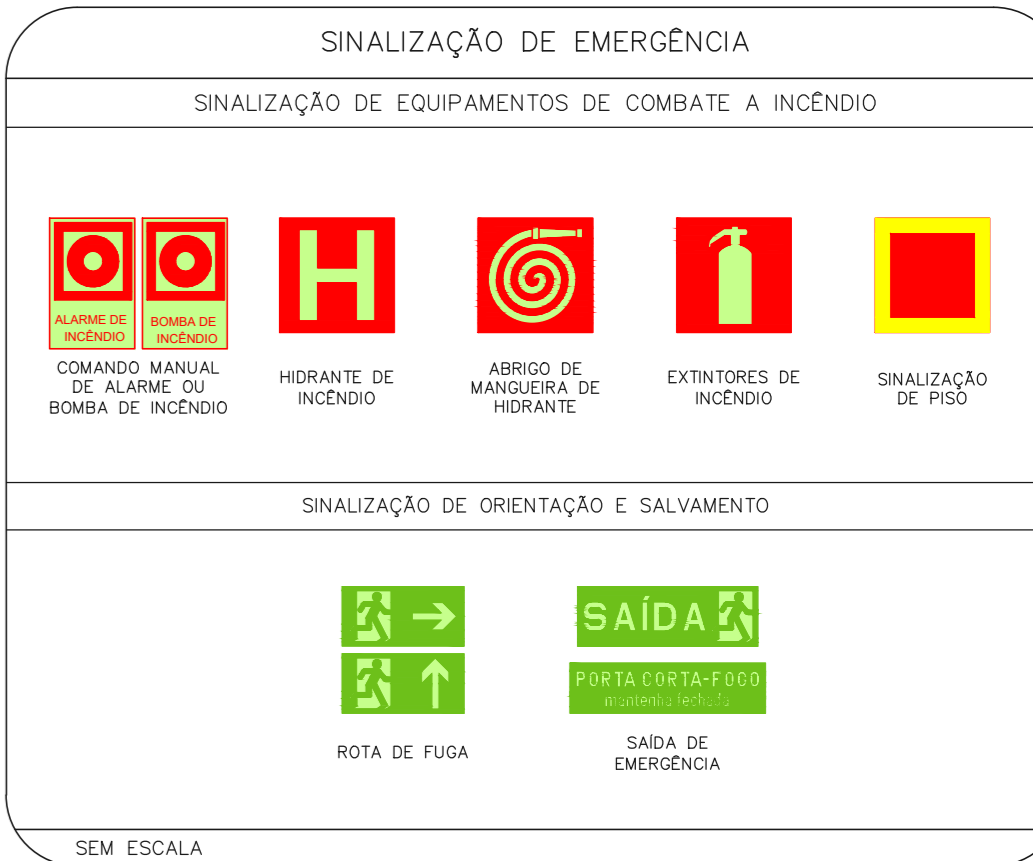 SINALIZAÇÃO DE EMERGÊNCIA
SINALIZAÇÃO DE EQUIPAMENTOS DE COMBATE A INCÊNDIO
ALARME DE
INCÊNDIO
BOMBA DE
INCÊNDIO
H
COMANDO MANUAL
DE ALARME OU
BOMBA DE INCÊNDIO
HIDRANTE DE
INCÊNDIO
ABRIGO DE
MANGUEIRA DE
HIDRANTE
EXTINTORES DE
INCÊNDIO
SINALIZAÇÃO
DE PISO
SINALIZAÇÃO DE ORIENTAÇÃO E SALVAMENTO
SAÍDA
PORTA CORTA-FOGO
mantenha fechada
ROTA DE FUGA
SAÍDA DE
EMERGÊNCIA
SEM ESCALA